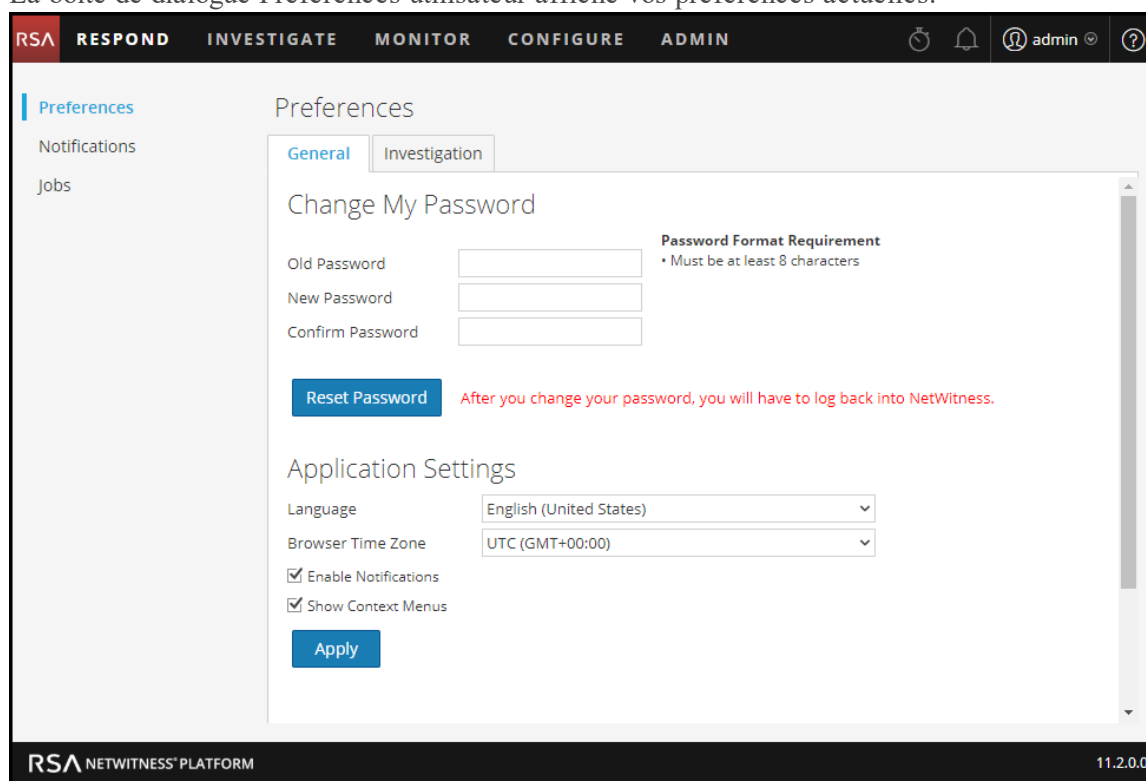 La boîte de dialogue Préférences utilisateur affiche vos préférences actuelles.
RSA RESPOND INVESTIGATE MONITOR CONFIGURE ADMIN admin ?
Preferences
Notifications
Jobs
Preferences
General Investigation
Change My Password
Password Format Requirement
• Must be at least 8 characters
Old Password
New Password
Confirm Password
Reset Password After you change your password, you will have to log back into NetWitness.
Application Settings
Language English (United States)
Browser Time Zone UTC (GMT+00:00)
Enable Notifications
Show Context Menus
Apply
RSA NETWITNESS® PLATFORM 11.2.0.0